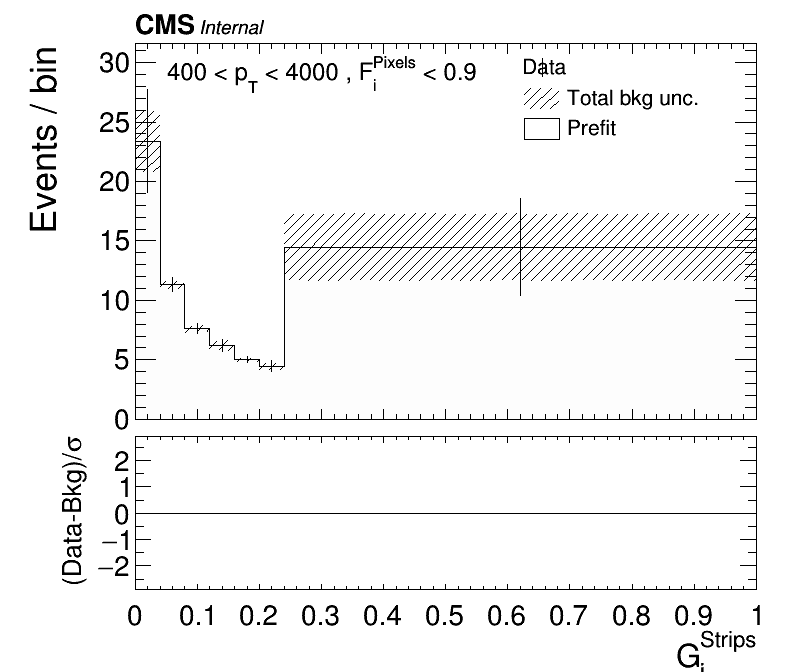 CMS Internal
400 < p_T < 4000 , F_i^Pixels < 0.9
Data
Total bkg unc.
Prefit
Events / bin
30
25
20
15
10
5
0
(Data-Bkg)/σ
2
1
0
−1
−2
0 0.1 0.2 0.3 0.4 0.5 0.6 0.7 0.8 0.9 1
G_i^Strips